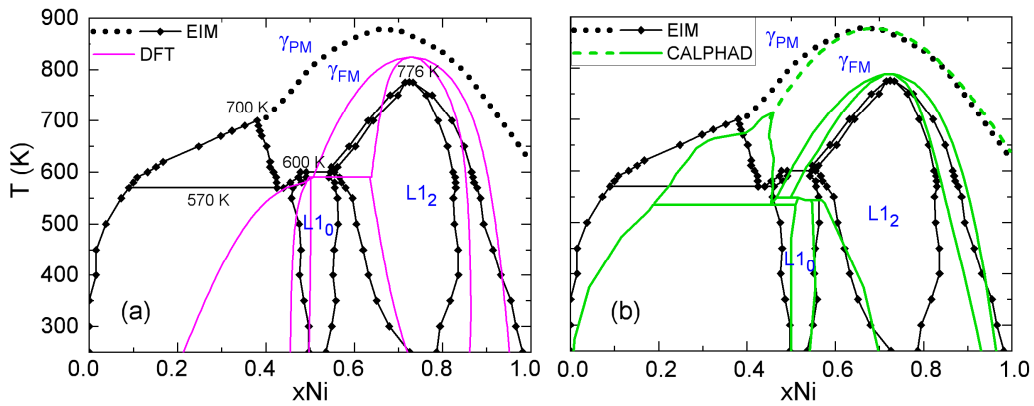 900
800
700
600
500
400
300
T (K)
EIM
DFT
γPM
γFM
776 K
700 K
600 K
570 K
L1₀
L1₂
(a)
0.0 0.2 0.4 0.6 0.8 1.0
xNi
EIM
CALPHAD
γPM
γFM
L1₀
L1₂
(b)
0.0 0.2 0.4 0.6 0.8 1.0
xNi